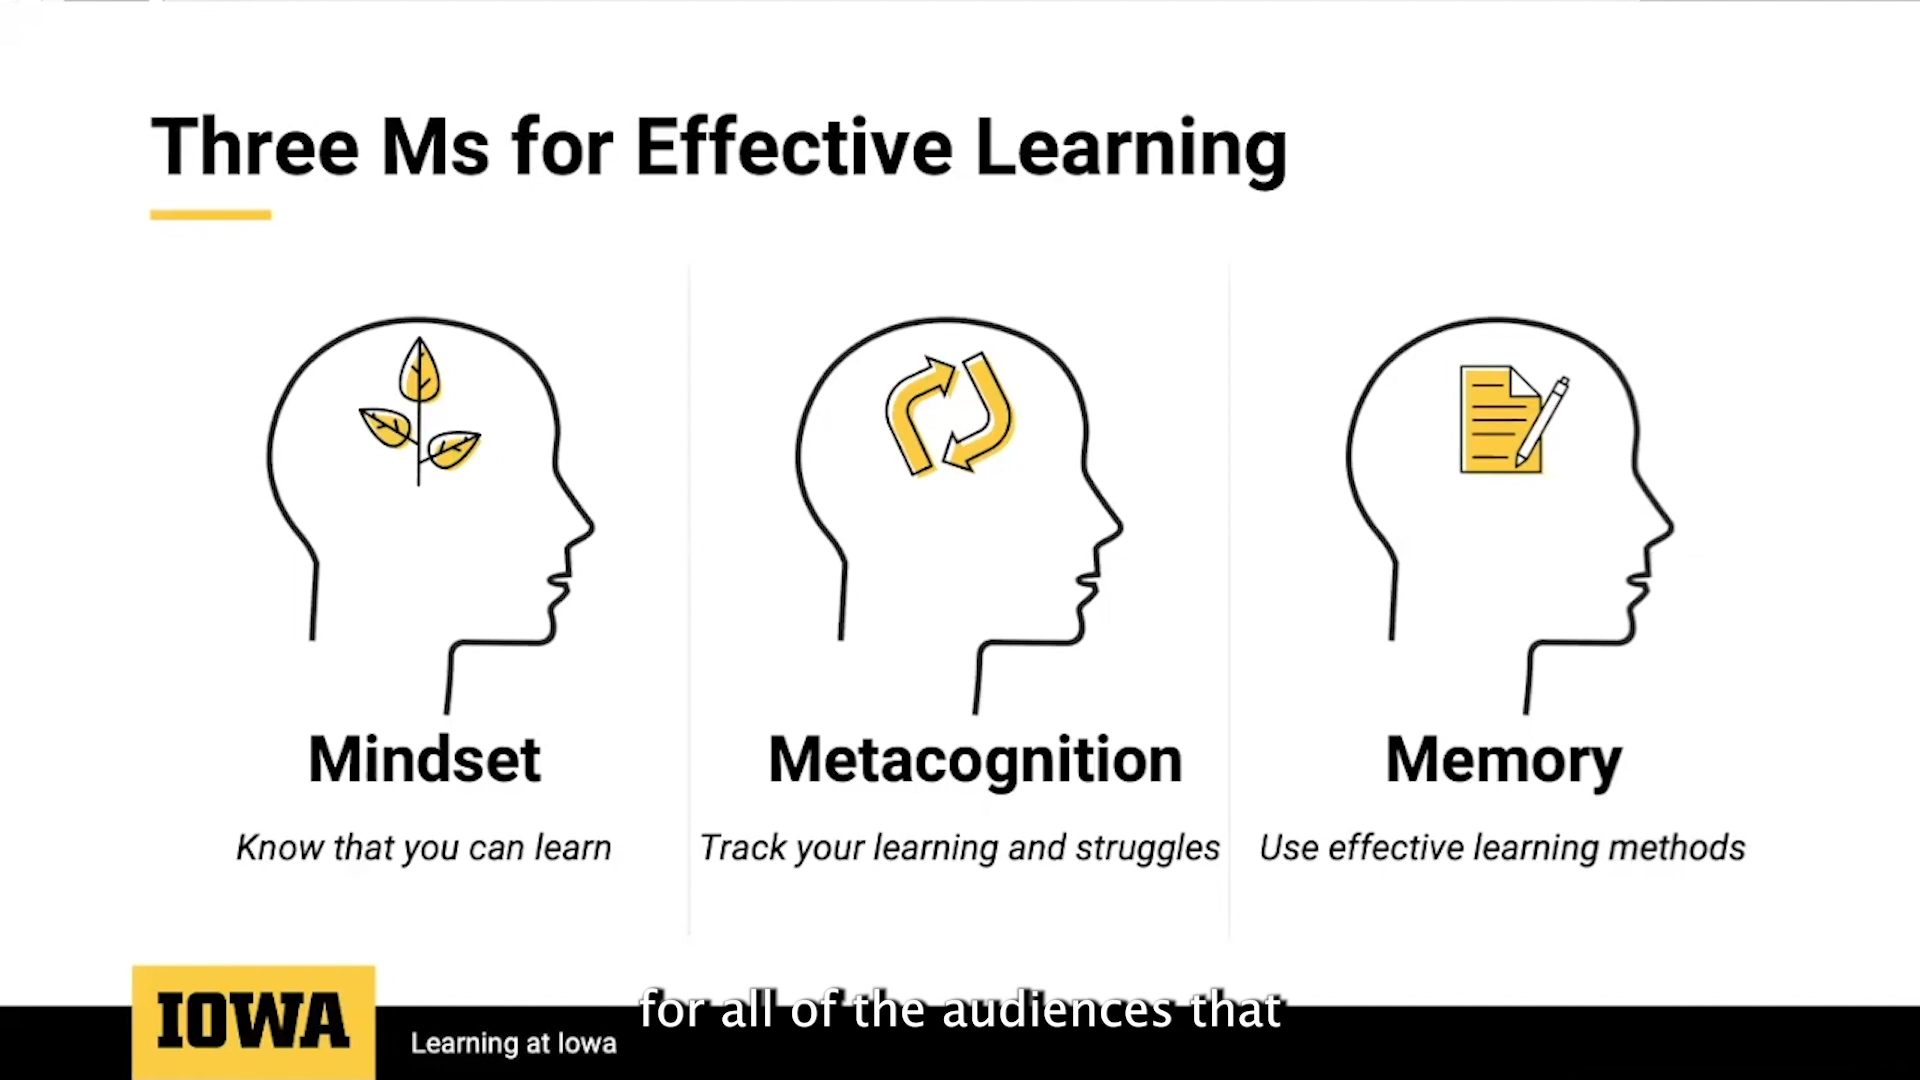 Three Ms for Effective Learning
Mindset
Know that you can learn
Metacognition
Track your learning and struggles
Memory
Use effective learning methods
for all of the audiences that
IOWA
Learning at Iowa